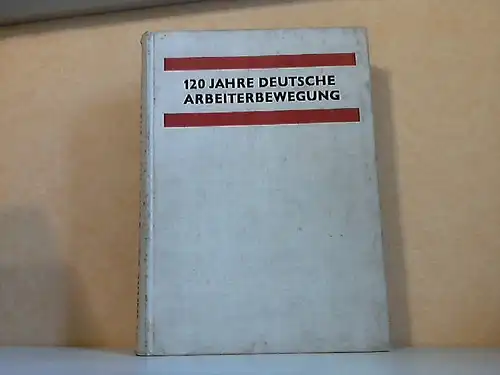 120 JAHRE DEUTSCHE
ARBEITERBEWEGUNG